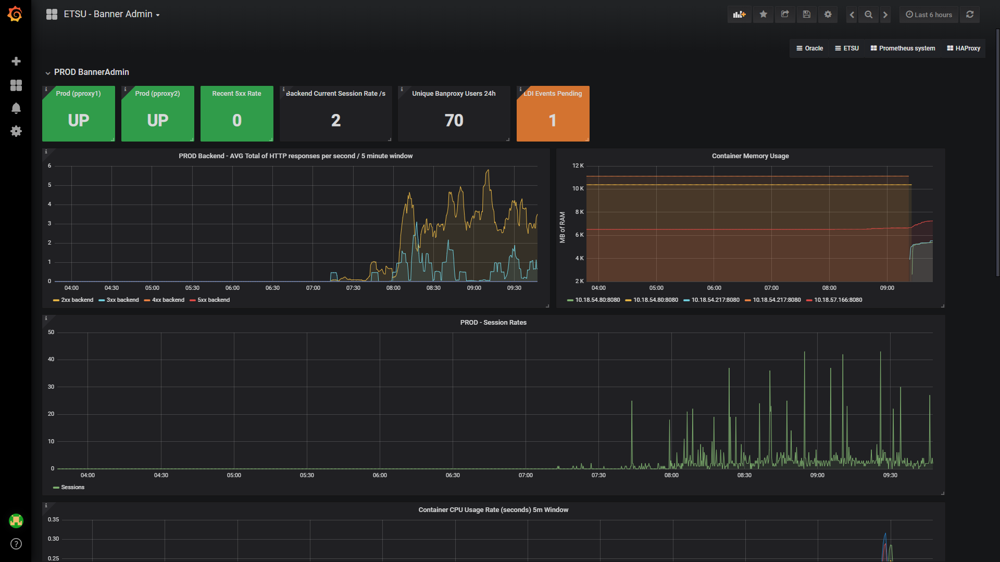 ETSU - Banner Admin
Last 6 hours
Oracle
ETSU
Prometheus system
HAProxy
PROD BannerAdmin
Prod (pproxy1)
UP
Prod (pproxy2)
UP
Recent 5xx Rate
0
Backend Current Session Rate /s
2
Unique Banproxy Users 24h
70
LDI Events Pending
1
PROD Backend - AVG Total of HTTP responses per second / 5 minute window
6
5
4
3
2
1
0
04:00 04:30 05:00 05:30 06:00 06:30 07:00 07:30 08:00 08:30 09:00 09:30
2xx backend 3xx backend 4xx backend 5xx backend
Container Memory Usage
MB of RAM
12 K
10 K
8 K
6 K
4 K
2 K
04:00 05:00 06:00 07:00 08:00 09:00
10.18.54.80:8080 10.18.54.80:8080 10.18.54.217:8080 10.18.54.217:8080 10.18.57.166:8080
PROD - Session Rates
50
40
30
20
10
0
04:00 04:30 05:00 05:30 06:00 06:30 07:00 07:30 08:00 08:30 09:00 09:30
Sessions
Container CPU Usage Rate (seconds) 5m Window
0.35
0.30
0.25